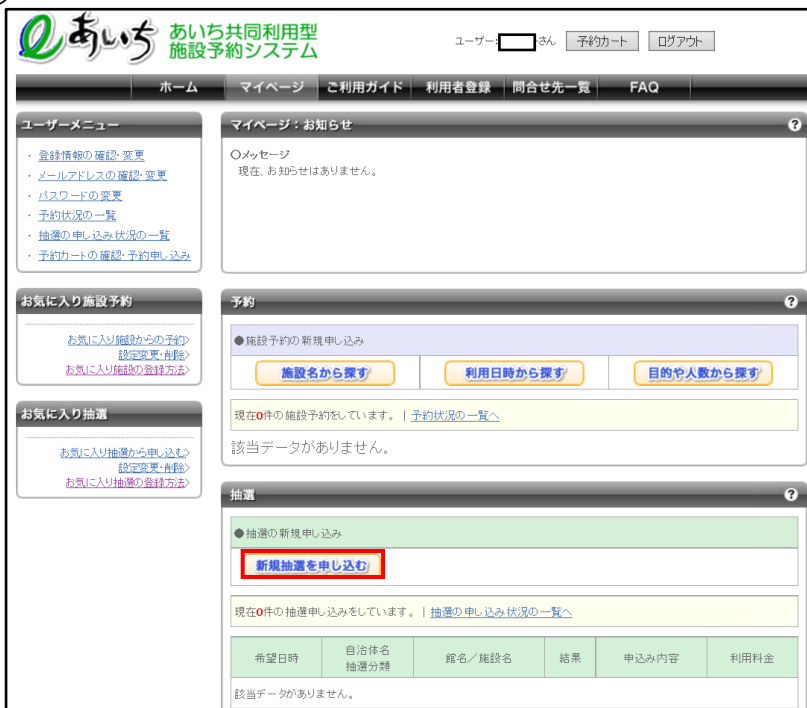 あいち
あいち共同利用型
施設予約システム
ユーザー: さん 予約カート ログアウト
ホーム マイページ ご利用ガイド 利用者登録 問合せ先一覧 FAQ
ユーザーメニュー
・ 登録情報の確認・変更
・ メールアドレスの確認・変更
・ パスワードの変更
・ 予約状況の一覧
・ 抽選の申し込み状況の一覧
・ 予約カートの確認・予約申し込み
マイページ：お知らせ ?
○メッセージ
現在、お知らせはありません。
お気に入り施設予約
お気に入り施設からの予約>
設定変更・削除>
お気に入り施設の登録方法>
お気に入り抽選
お気に入り抽選から申し込む>
設定変更・削除>
お気に入り抽選の登録方法>
予約 ?
●施設予約の新規申し込み
施設名から探す 利用日時から探す 目的や人数から探す
現在0件の施設予約をしています。 | 予約状況の一覧へ
該当データがありません。
抽選 ?
●抽選の新規申し込み
新規抽選を申し込む
現在0件の抽選申し込みをしています。 | 抽選の申し込み状況の一覧へ
希望日時 自治体名 抽選分類 館名／施設名 結果 申込み内容 利用料金
該当データがありません。